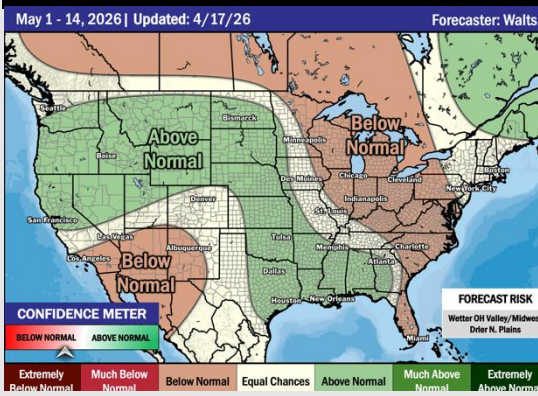 May 1 - 14, 2026| Updated: 4/17/26
Forecaster: Walts
Seattle
Bismarck
Above
Normal
Minneapolis
Below
Normal
Boise
Boston
Chicago
Cleveland
Des Moines
New York City
Denver
Indianapolis
St. Louis
San Francisco
Las Vegas
Tulsa
Memphis
Charlotte
Los Angeles
Albuquerque
Below
Normal
Atlanta
Dallas
Houston
New Orleans
Miami
CONFIDENCE METER
BELOW NORMAL
ABOVE NORMAL
FORECAST RISK
Wetter OH Valley/Midwes
Drier N. Plains
Extremely
Below Normal
Much Below
Normal
Below Normal
Equal Chances
Above Normal
Much Above
Normal
Extremely
Above Norma